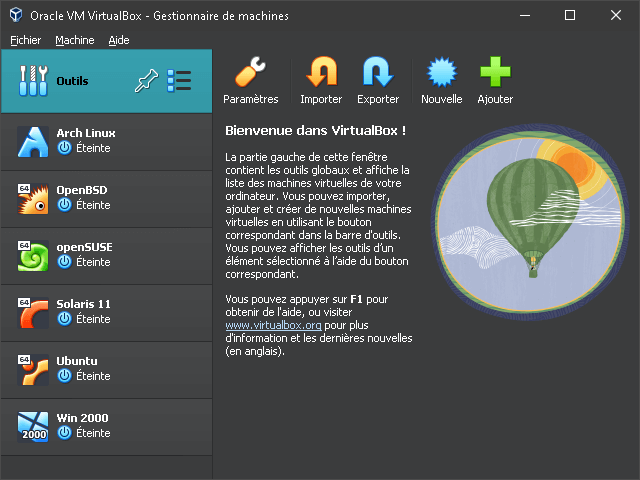 Oracle VM VirtualBox - Gestionnaire de machines
Fichier Machine Aide
Outils
Paramètres Importer Exporter Nouvelle Ajouter
Arch Linux
Éteinte
64
OpenBSD
Éteinte
64
openSUSE
Éteinte
64
Solaris 11
Éteinte
64
Ubuntu
Éteinte
2000
Win 2000
Éteinte
Bienvenue dans VirtualBox !
La partie gauche de cette fenêtre
contient les outils globaux et affiche la
liste des machines virtuelles de votre
ordinateur. Vous pouvez importer,
ajouter et créer de nouvelles machines
virtuelles en utilisant le bouton
correspondant dans la barre d'outils.
Vous pouvez afficher les outils d’un
élément sélectionné à l’aide du bouton
correspondant.
Vous pouvez appuyer sur F1 pour
obtenir de l'aide, ou visiter
www.virtualbox.org pour plus
d'information et les dernières nouvelles
(en anglais).